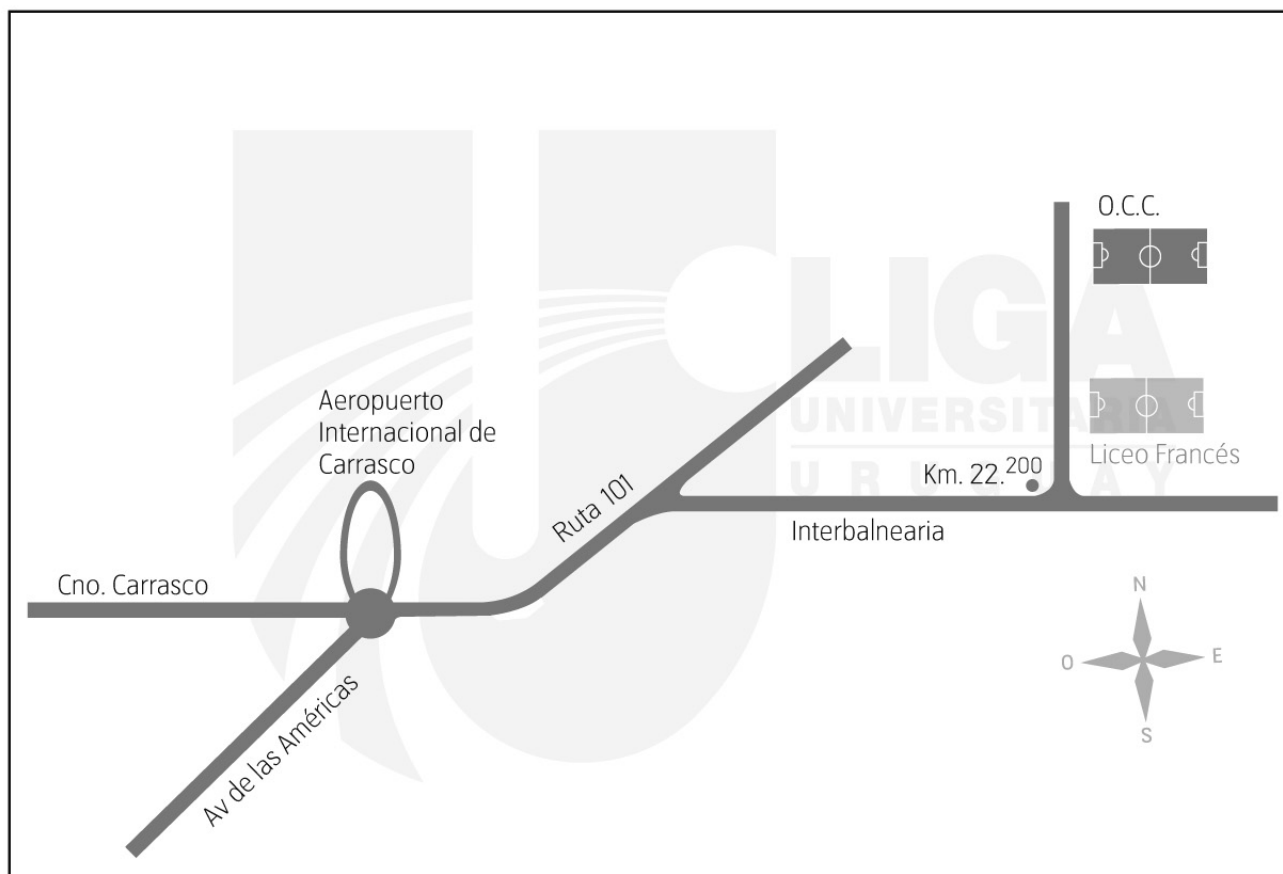 O.C.C.
LIGA
UNIVERSITARIA
URUGUAY
Aeropuerto
Internacional de
Carrasco
Liceo Francés
Km. 22.200
Ruta 101
Interbalnearia
Cno. Carrasco
Av de las Américas
N
O
E
S